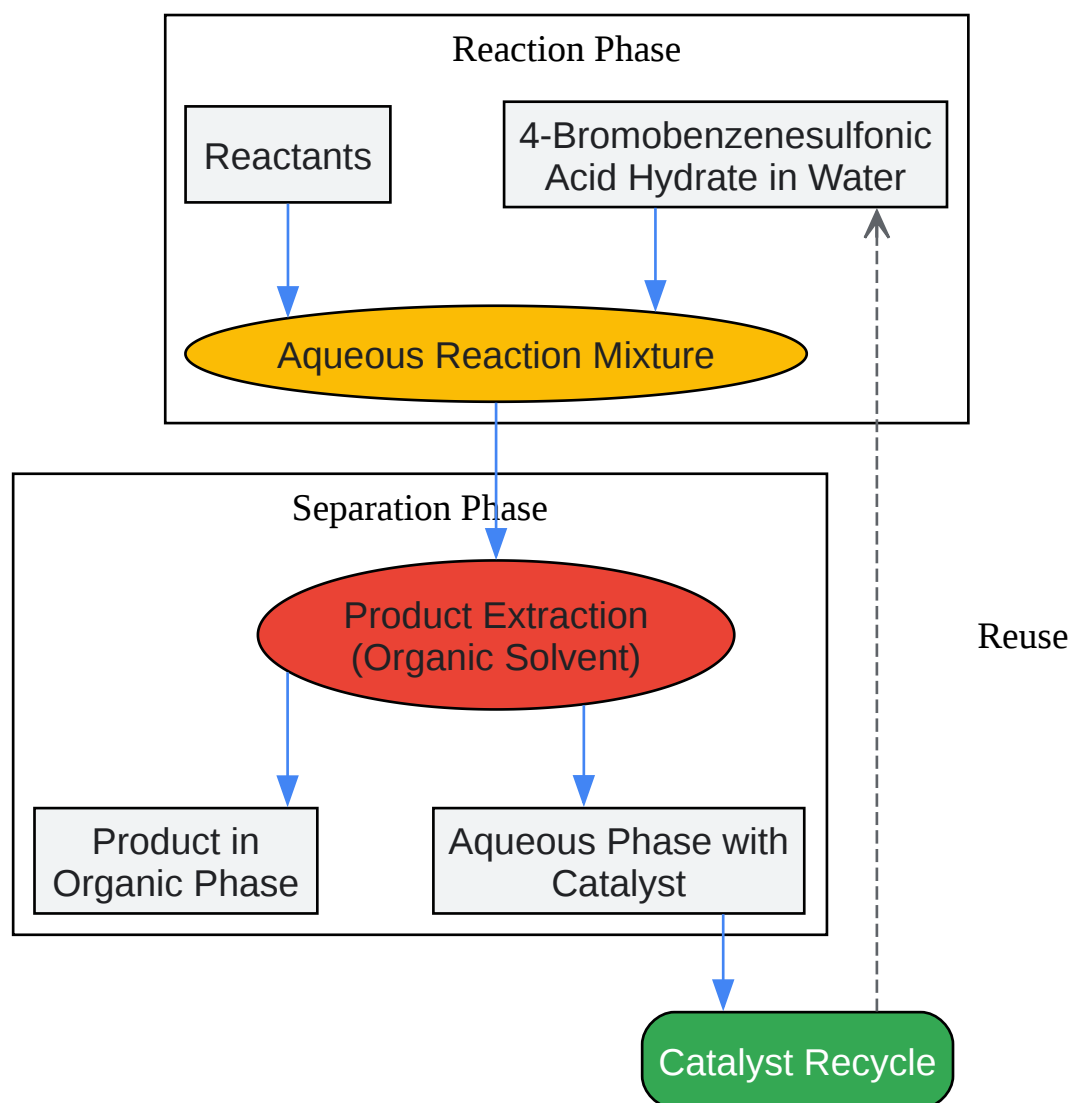 Reaction Phase
Reactants
4-Bromobenzenesulfonic
Acid Hydrate in Water
Aqueous Reaction Mixture
Separation Phase
Product Extraction
(Organic Solvent)
Reuse
Product in
Organic Phase
Aqueous Phase with
Catalyst
Catalyst Recycle